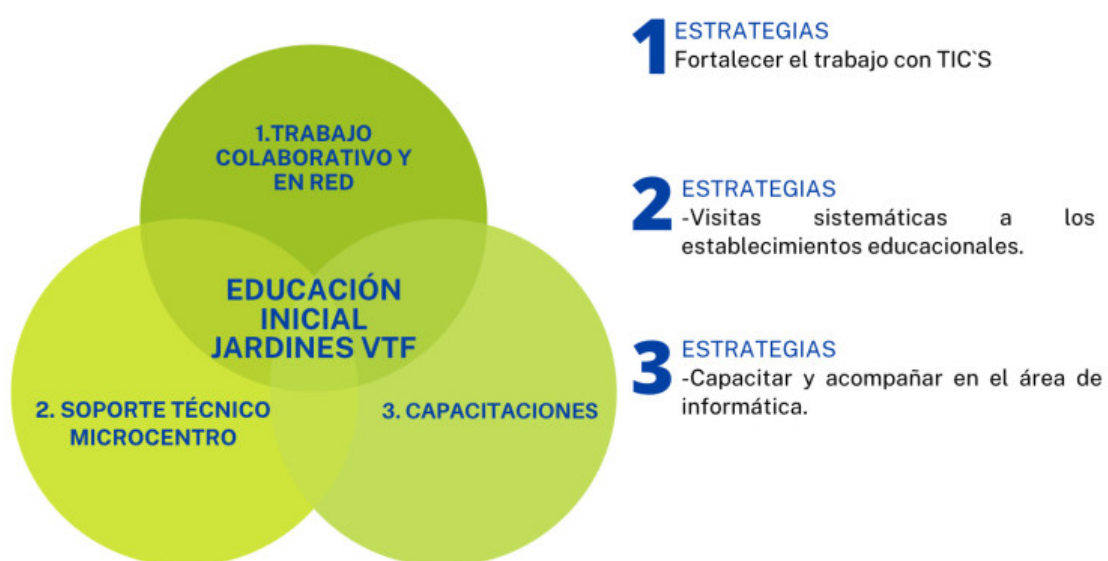 1.TRABAJO
COLABORATIVO Y
EN RED
EDUCACIÓN
INICIAL
JARDINES VTF
2. SOPORTE TÉCNICO
MICROCENTRO
3. CAPACITACIONES
1 ESTRATEGIAS
Fortalecer el trabajo con TIC`S
2 ESTRATEGIAS
-Visitas sistemáticas a los
establecimientos educacionales.
3 ESTRATEGIAS
-Capacitar y acompañar en el área de
informática.